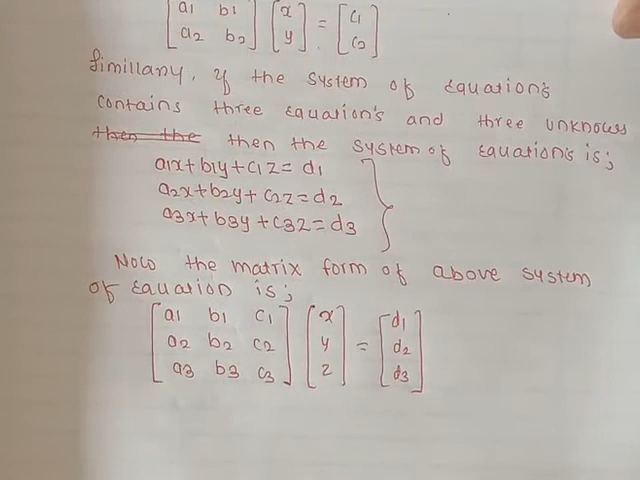 [a1 b1] [x] = [c1]
[a2 b2] [y] [c2]
Simillany, if the system of Equation's
contains three Equation's and three unknows
then the then the system of Equation's is;
a1x+b1y+c1z=d1
a2x+b2y+c2z=d2
a3x+b3y+c3z=d3
Now the matrix form of above system
of Eauation is;
[a1 b1 c1] [x] [d1]
[a2 b2 c2] [y] = [d2]
[a3 b3 c3] [z] [d3]